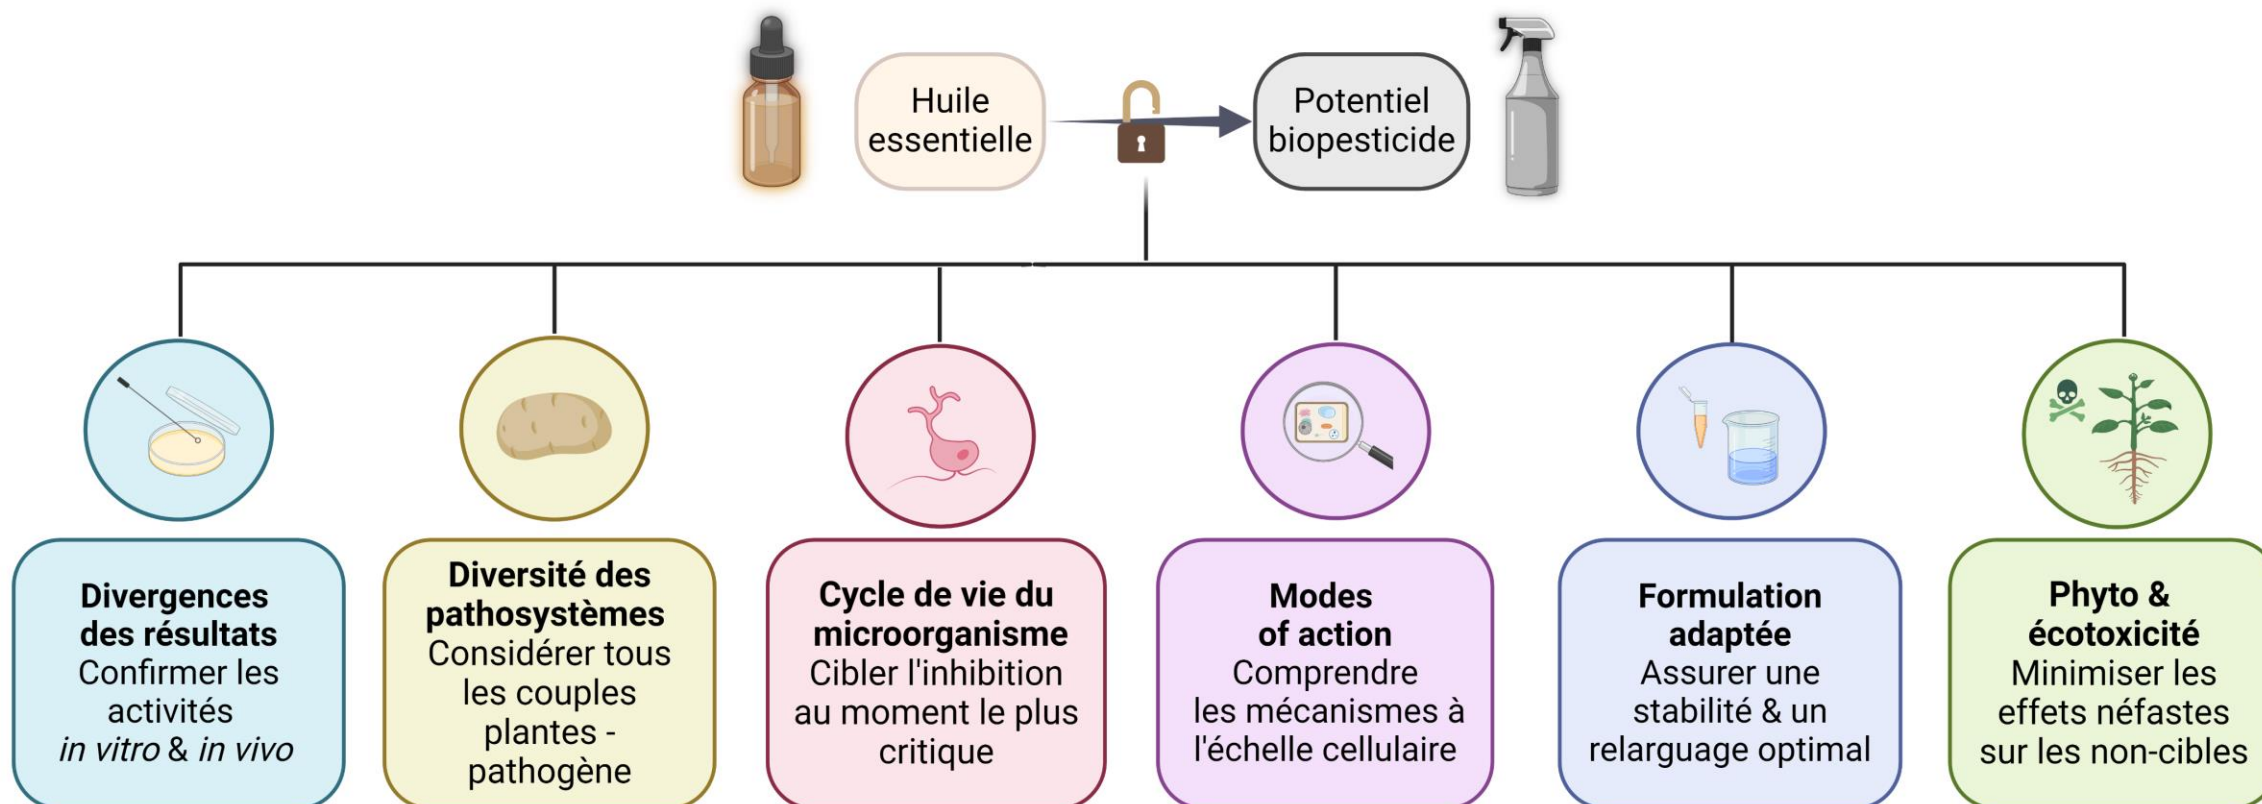 Huile
essentielle
Potentiel
biopesticide
Divergences
des résultats
Confirmer les
activités
in vitro & in vivo
Diversité des
pathosystèmes
Considérer tous
les couples
plantes -
pathogène
Cycle de vie du
microorganisme
Cibler l'inhibition
au moment le plus
critique
Modes
of action
Comprendre
les mécanismes à
l'échelle cellulaire
Formulation
adaptée
Assurer une
stabilité & un
relarguage optimal
Phyto &
écotoxicité
Minimiser les
effets néfastes
sur les non-cibles